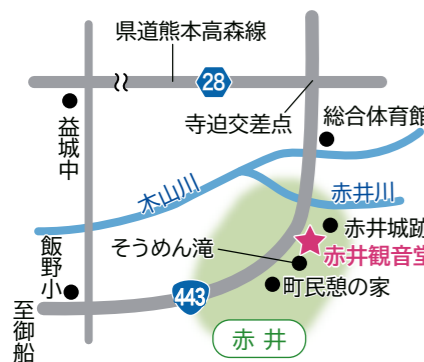 県道熊本高森線
28
寺迫交差点
総合体育館
益城中
木山川
赤井川
赤井城跡
赤井観音堂
そうめん滝
飯野小
443
町民憩の家
至御船
赤井